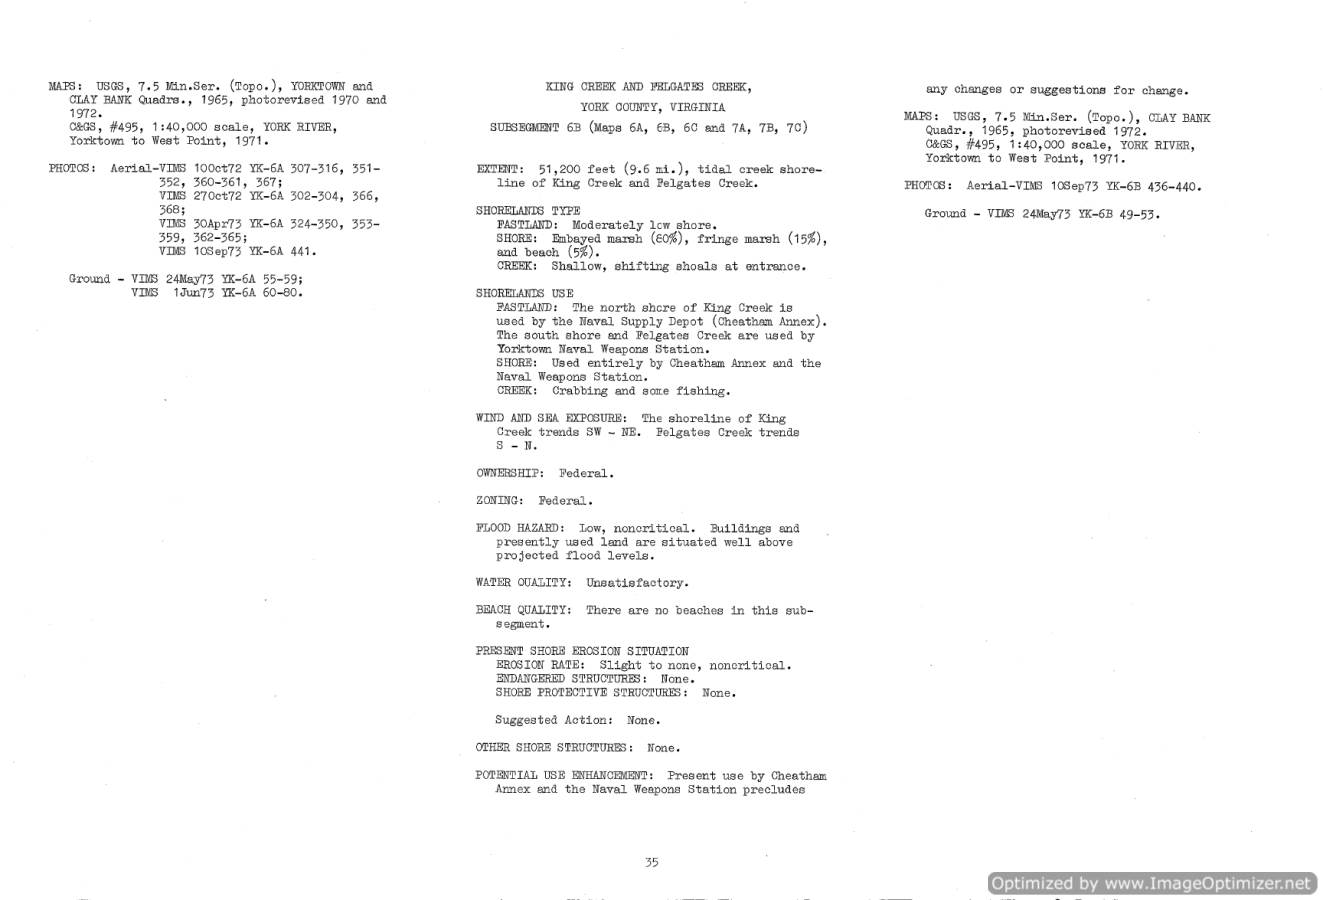 MAPS: USGS, 7.5 Min.Ser. (Topo.), YORKTOWN and
CLAY BANK Quadrs., 1965, photorevised 1970 and
1972.
C&GS, #495, 1:40,000 scale, YORK RIVER,
Yorktown to West Point, 1971.
PHOTOS: Aerial-VIMS 10Oct72 YK-6A 307-316, 351-
352, 360-361, 367;
VIMS 27Oct72 YK-6A 302-304, 366,
368;
VIMS 30Apr73 YK-6A 324-350, 353-
359, 362-365;
VIMS 10Sep73 YK-6A 441.
Ground - VIMS 24May73 YK-6A 55-59;
VIMS 1Jun73 YK-6A 60-80.
KING CREEK AND FELGATES CREEK,
YORK COUNTY, VIRGINIA
SUBSEGMENT 6B (Maps 6A, 6B, 6C and 7A, 7B, 7C)
EXTENT: 51,200 feet (9.6 mi.), tidal creek shore-
line of King Creek and Felgates Creek.
SHORELANDS TYPE
FASTLAND: Moderately low shore.
SHORE: Embayed marsh (80%), fringe marsh (15%),
and beach (5%).
CREEK: Shallow, shifting shoals at entrance.
SHORELANDS USE
FASTLAND: The north shore of King Creek is
used by the Naval Supply Depot (Cheatham Annex).
The south shore and Felgates Creek are used by
Yorktown Naval Weapons Station.
SHORE: Used entirely by Cheatham Annex and the
Naval Weapons Station.
CREEK: Crabbing and some fishing.
WIND AND SEA EXPOSURE: The shoreline of King
Creek trends SW - NE. Felgates Creek trends
S - N.
OWNERSHIP: Federal.
ZONING: Federal.
FLOOD HAZARD: Low, noncritical. Buildings and
presently used land are situated well above
projected flood levels.
WATER QUALITY: Unsatisfactory.
BEACH QUALITY: There are no beaches in this sub-
segment.
PRESENT SHORE EROSION SITUATION
EROSION RATE: Slight to none, noncritical.
ENDANGERED STRUCTURES: None.
SHORE PROTECTIVE STRUCTURES: None.
Suggested Action: None.
OTHER SHORE STRUCTURES: None.
POTENTIAL USE ENHANCEMENT: Present use by Cheatham
Annex and the Naval Weapons Station precludes
any changes or suggestions for change.
MAPS: USGS, 7.5 Min.Ser. (Topo.), CLAY BANK
Quadr., 1965, photorevised 1972.
C&GS, #495, 1:40,000 scale, YORK RIVER,
Yorktown to West Point, 1971.
PHOTOS: Aerial-VIMS 10Sep73 YK-6B 436-440.
Ground - VIMS 24May73 YK-6B 49-53.
35
Optimized by www.ImageOptimizer.net